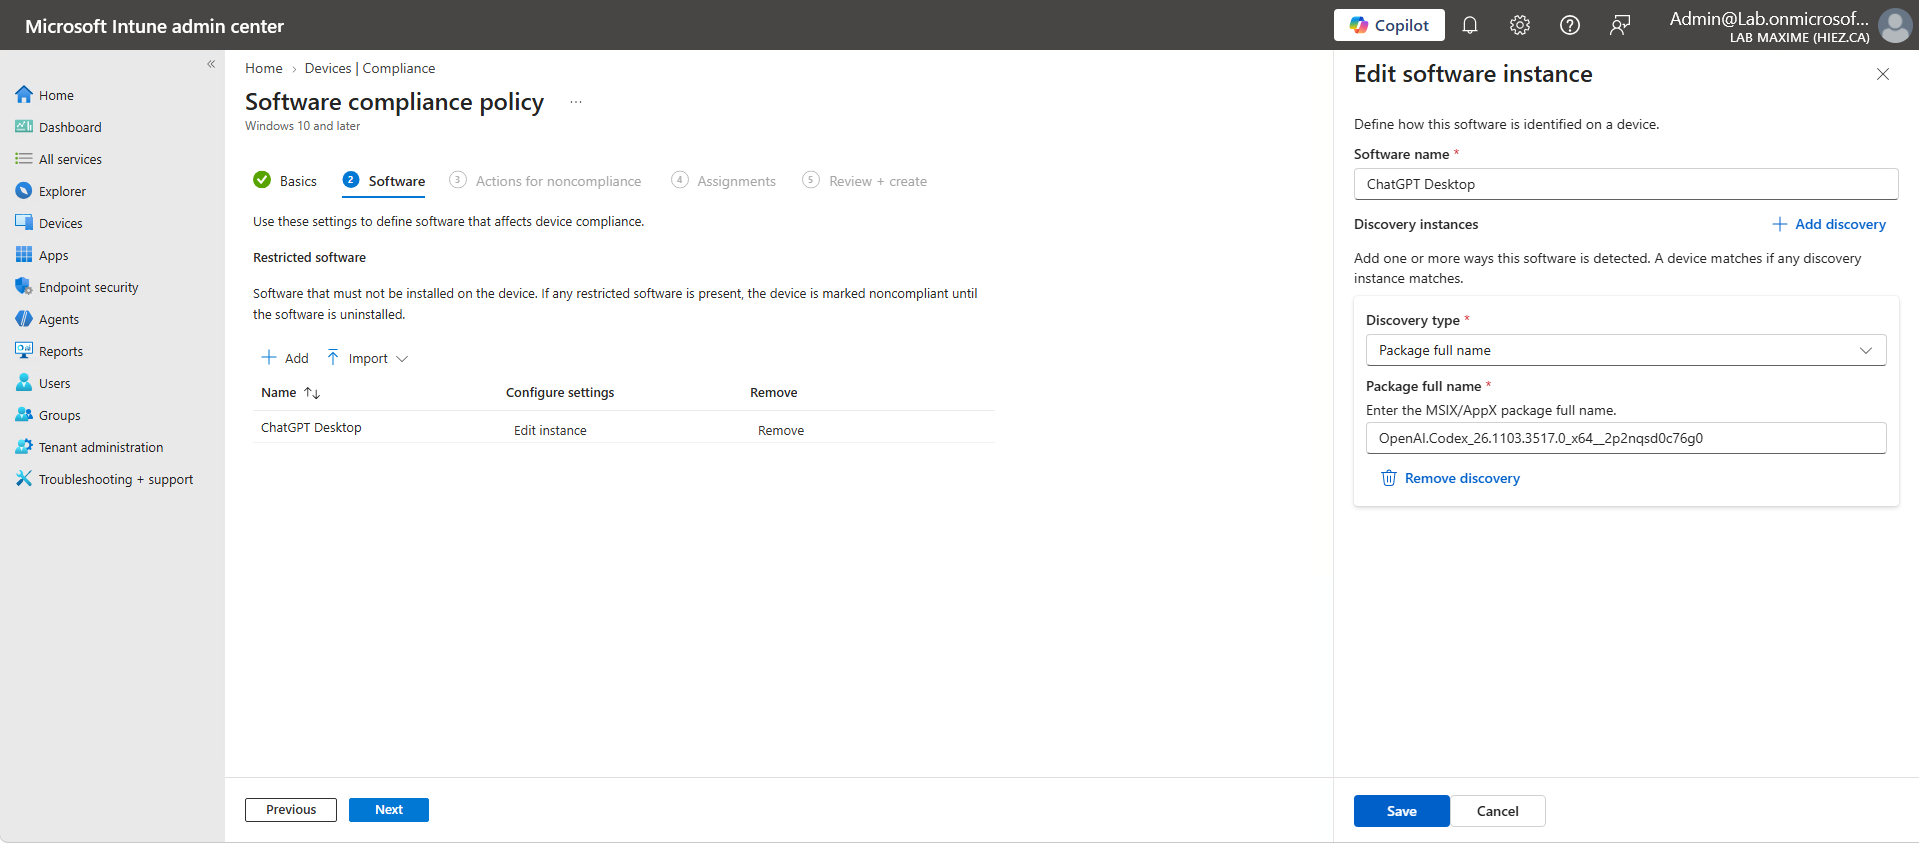 Microsoft Intune admin center
Copilot
Admin@Lab.onmicrosof...
LAB MAXIME (HIEZ.CA)
Home
Dashboard
All services
Explorer
Devices
Apps
Endpoint security
Agents
Reports
Users
Groups
Tenant administration
Troubleshooting + support
Home > Devices | Compliance
Software compliance policy ...
Windows 10 and later
Basics
2 Software
3 Actions for noncompliance
4 Assignments
5 Review + create
Use these settings to define software that affects device compliance.
Restricted software
Software that must not be installed on the device. If any restricted software is present, the device is marked noncompliant until
the software is uninstalled.
Add Import
Name Configure settings Remove
ChatGPT Desktop Edit instance Remove
Previous Next
Edit software instance
Define how this software is identified on a device.
Software name *
ChatGPT Desktop
Discovery instances
Add discovery
Add one or more ways this software is detected. A device matches if any discovery
instance matches.
Discovery type *
Package full name
Package full name *
Enter the MSIX/AppX package full name.
OpenAI.Codex_26.1103.3517.0_x64__2p2nqsd0c76g0
Remove discovery
Save Cancel